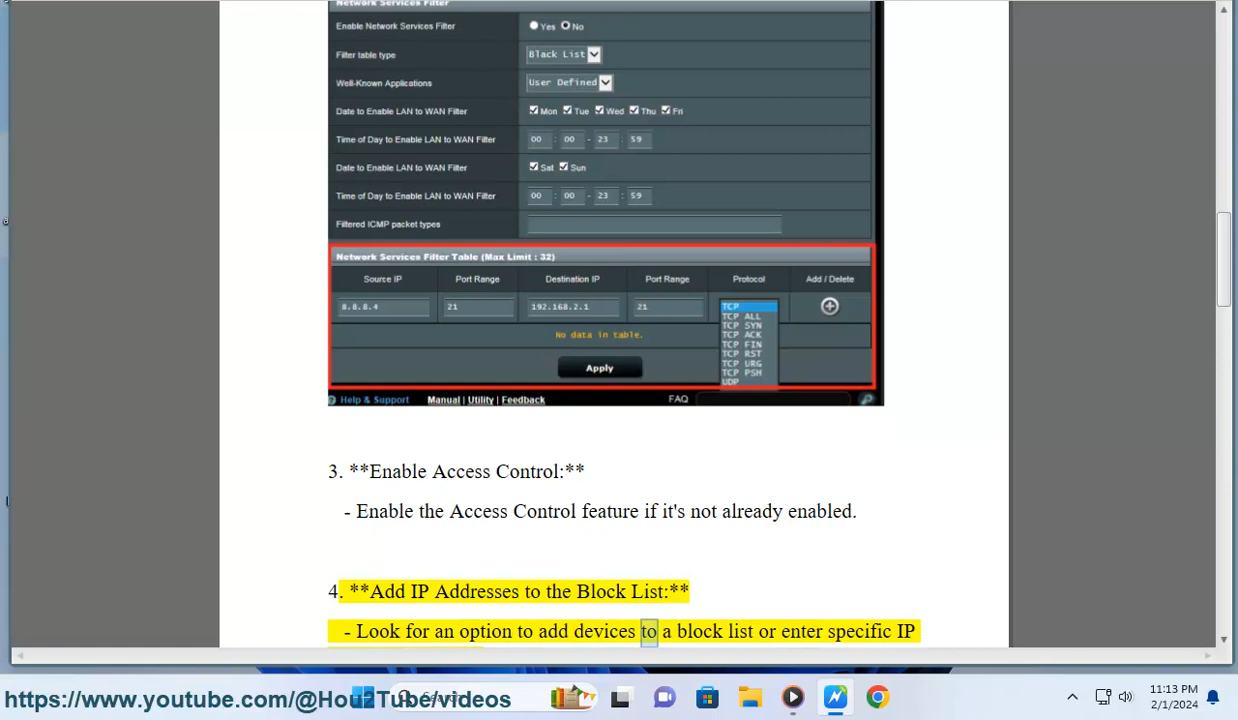 Network Services Filter
Enable Network Services Filter Yes No
Filter table type Black List
Well-Known Applications User Defined
Date to Enable LAN to WAN Filter Mon Tue Wed Thu Fri
Time of Day to Enable LAN to WAN Filter 00 : 00 - 23 : 59
Date to Enable LAN to WAN Filter Sat Sun
Time of Day to Enable LAN to WAN Filter 00 : 00 - 23 : 59
Filtered ICMP packet types
Network Services Filter Table (Max Limit : 32)
Source IP Port Range Destination IP Port Range Protocol Add / Delete
8.8.8.4 21 192.168.2.1 21 TCP
TCP ALL
TCP SYN
No data in table. TCP ACK
TCP FIN
TCP RST
Apply TCP URG
TCP PSH
UDP
Help & Support Manual | Utility | Feedback FAQ
3. **Enable Access Control:**
- Enable the Access Control feature if it's not already enabled.
4. **Add IP Addresses to the Block List:**
- Look for an option to add devices to a block list or enter specific IP
https://www.youtube.com/@Hou2Tube/videos
11:13 PM
2/1/2024